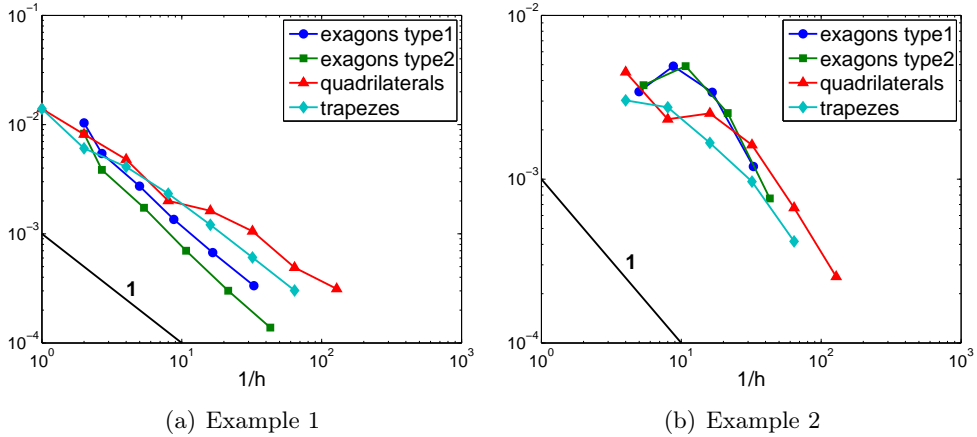 exagons type1
exagons type2
quadrilaterals
trapezes
10^-1
10^-2
10^-3
10^-4
1
10^0
10^1
10^2
10^3
1/h
(a) Example 1
exagons type1
exagons type2
quadrilaterals
trapezes
10^-2
10^-3
10^-4
1
10^0
10^1
10^2
10^3
1/h
(b) Example 2